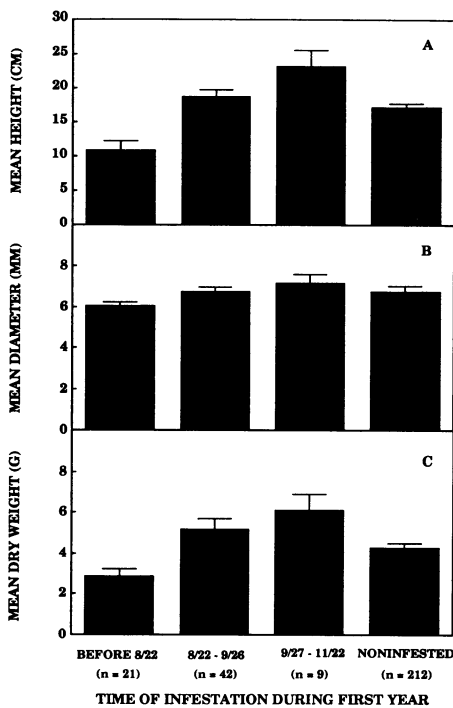 30
A
25
20
15
10
5
0
MEAN HEIGHT (CM)
B
8
6
4
2
0
MEAN DIAMETER (MM)
C
8
6
4
2
0
MEAN DRY WEIGHT (G)
BEFORE 8/22 8/22 - 9/26 9/27 - 11/22 NONINFESTED
(n = 21) (n = 42) (n = 9) (n = 212)
TIME OF INFESTATION DURING FIRST YEAR